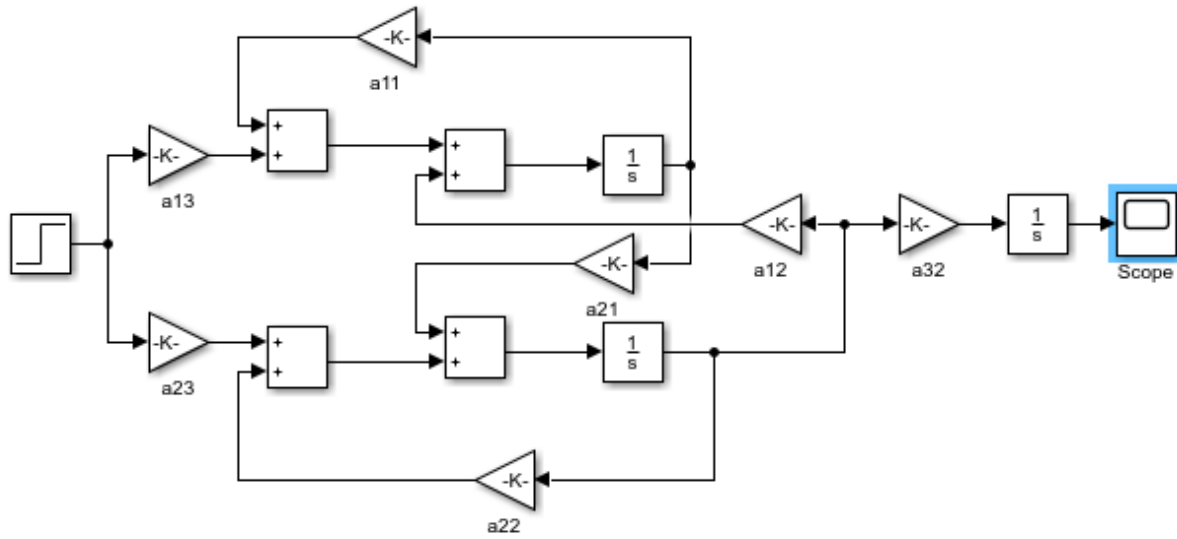 -K-
a11
+
+
-K-
a13
+
+
1
s
-K-
a12
-K-
a32
1
s
Scope
-K-
a21
-K-
a23
+
+
+
+
1
s
-K-
a22